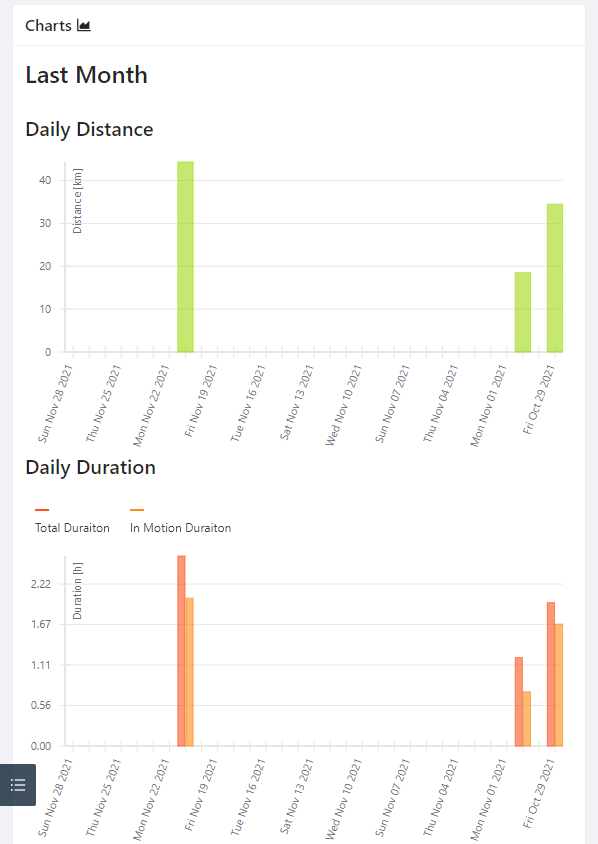 Charts
Last Month
Daily Distance
Distance [km]
40
30
20
10
0
Sun Nov 28 2021
Thu Nov 25 2021
Mon Nov 22 2021
Fri Nov 19 2021
Tue Nov 16 2021
Sat Nov 13 2021
Wed Nov 10 2021
Sun Nov 07 2021
Thu Nov 04 2021
Mon Nov 01 2021
Fri Oct 29 2021
Daily Duration
Total Duraiton In Motion Duraiton
Duration [h]
2.22
1.67
1.11
0.56
0.00
Sun Nov 28 2021
Thu Nov 25 2021
Mon Nov 22 2021
Fri Nov 19 2021
Tue Nov 16 2021
Sat Nov 13 2021
Wed Nov 10 2021
Sun Nov 07 2021
Thu Nov 04 2021
Mon Nov 01 2021
Fri Oct 29 2021